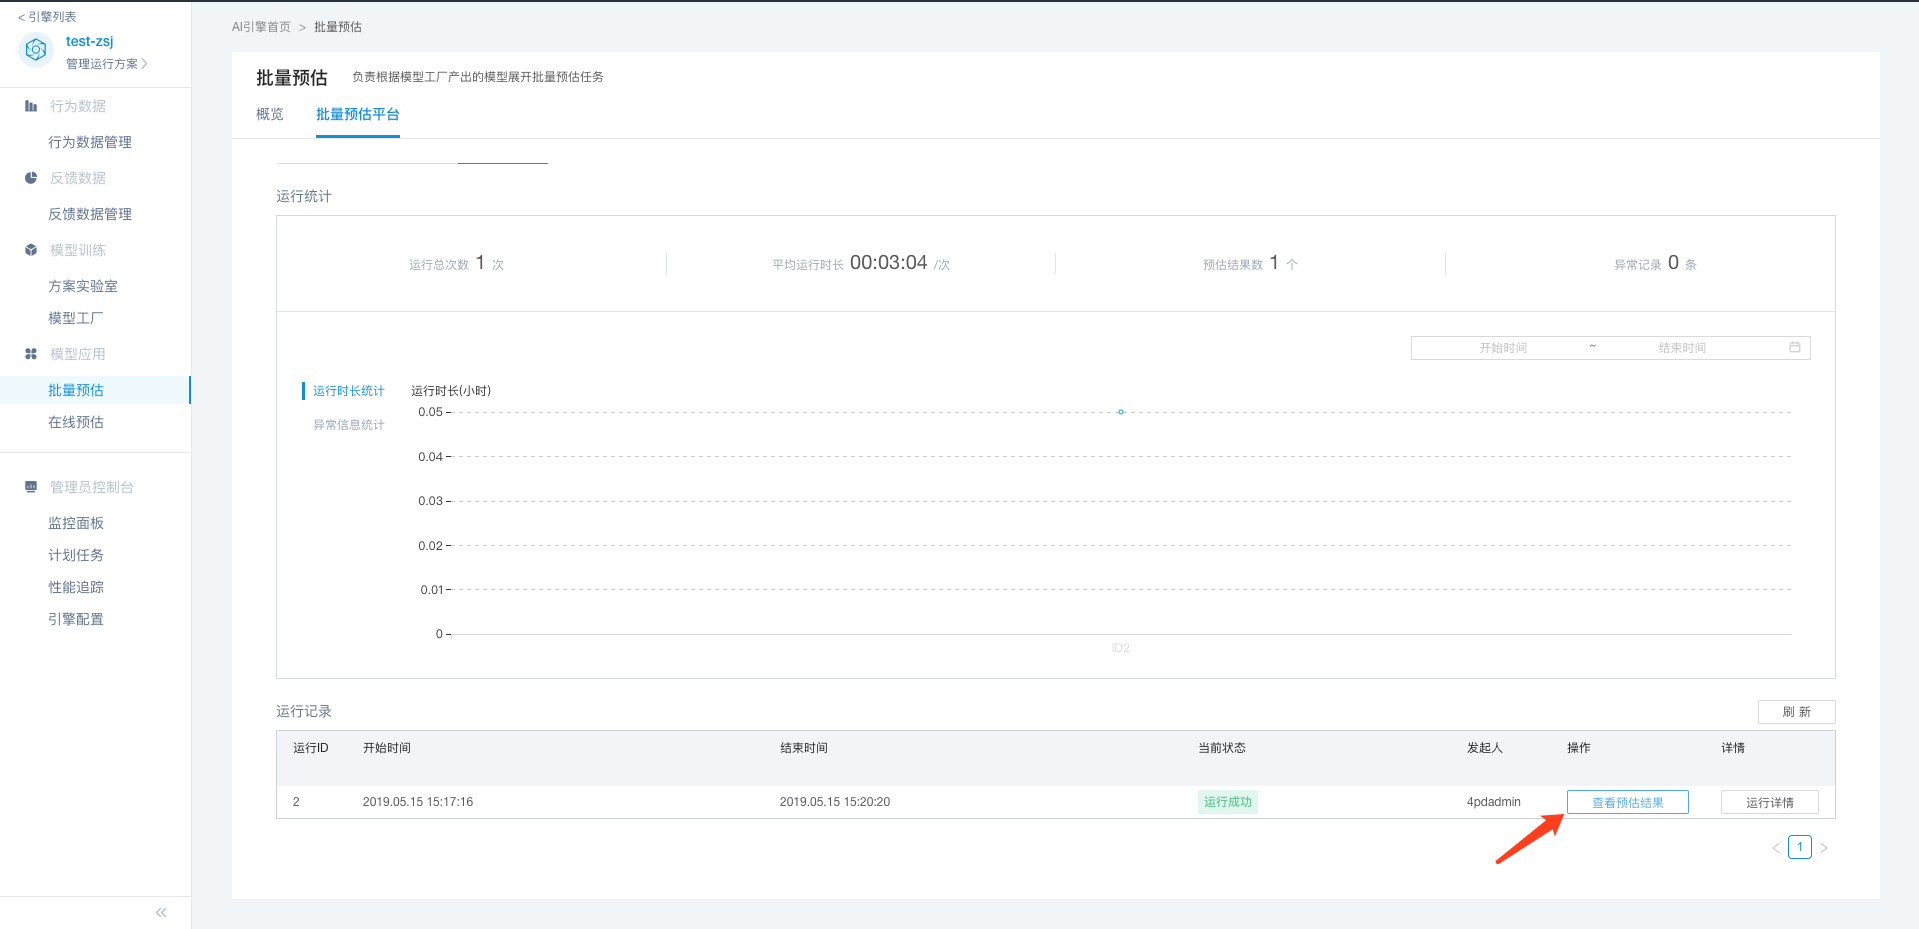 < 引擎列表
test-zsj
管理运行方案
行为数据
行为数据管理
反馈数据
反馈数据管理
模型训练
方案实验室
模型工厂
模型应用
批量预估
在线预估
管理员控制台
监控面板
计划任务
性能追踪
引擎配置
AI引擎首页 > 批量预估
批量预估 负责根据模型工厂产出的模型展开批量预估任务
概览 批量预估平台
运行统计
运行总次数 1 次 平均运行时长 00:03:04 /次 预估结果数 1 个 异常记录 0 条
开始时间 ~ 结束时间
运行时长统计
异常信息统计
运行时长(小时)
0.05
0.04
0.03
0.02
0.01
0
ID2
运行记录 刷 新
运行ID 开始时间 结束时间 当前状态 发起人 操作 详情
2 2019.05.15 15:17:16 2019.05.15 15:20:20 运行成功 4pdadmin 查看预估结果 运行详情
< 1 >